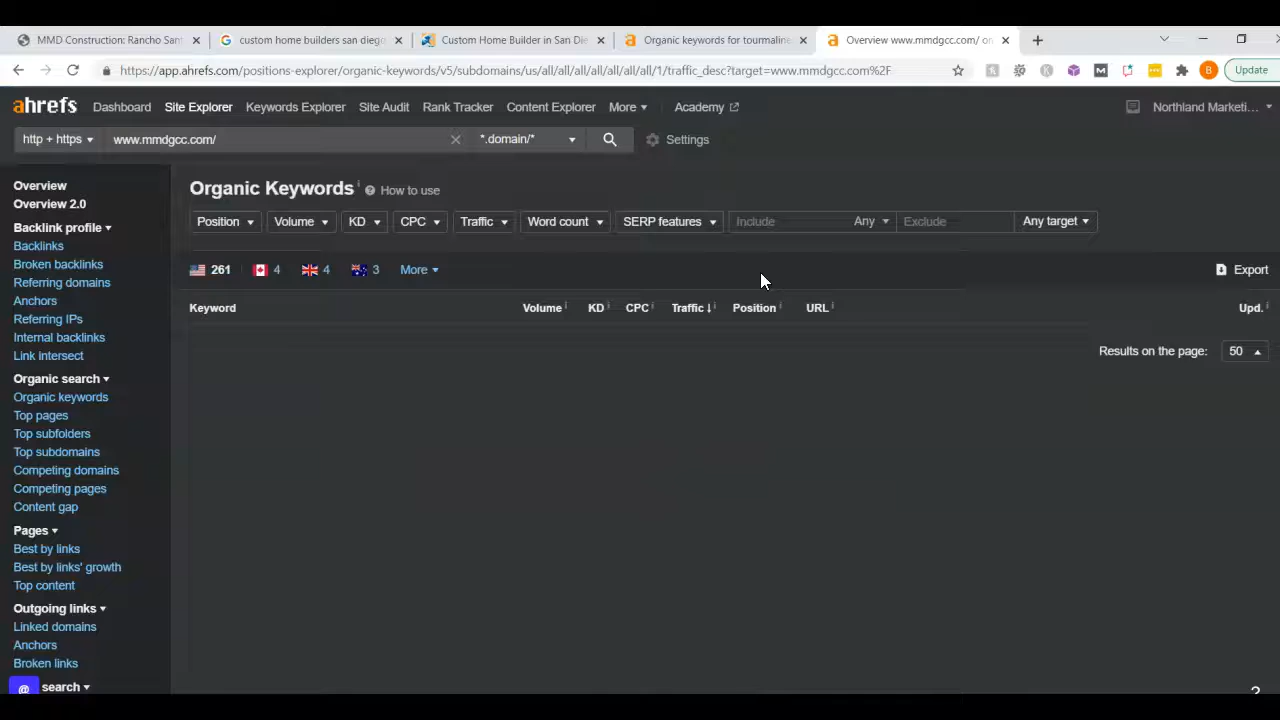 MMD Construction: Rancho Sant
custom home builders san diego
Custom Home Builder in San Die
Organic keywords for tourmaline
Overview www.mmdgcc.com/ on
https://app.ahrefs.com/positions-explorer/organic-keywords/v5/subdomains/us/all/all/all/all/all/all/all/1/traffic_desc?target=www.mmdgcc.com%2F
B
Update
ahrefs
Dashboard
Site Explorer
Keywords Explorer
Site Audit
Rank Tracker
Content Explorer
More
Academy
Northland Marketi...
http + https
www.mmdgcc.com/
*.domain/*
Settings
Overview
Overview 2.0
Backlink profile
Backlinks
Broken backlinks
Referring domains
Anchors
Referring IPs
Internal backlinks
Link intersect
Organic search
Organic keywords
Top pages
Top subfolders
Top subdomains
Competing domains
Competing pages
Content gap
Pages
Best by links
Best by links' growth
Top content
Outgoing links
Linked domains
Anchors
Broken links
@
search
Organic Keywords
How to use
Position
Volume
KD
CPC
Traffic
Word count
SERP features
Include
Any
Exclude
Any target
261
4
4
3
More
Export
Keyword
Volume
KD
CPC
Traffic
Position
URL
Upd.
Results on the page:
50
?